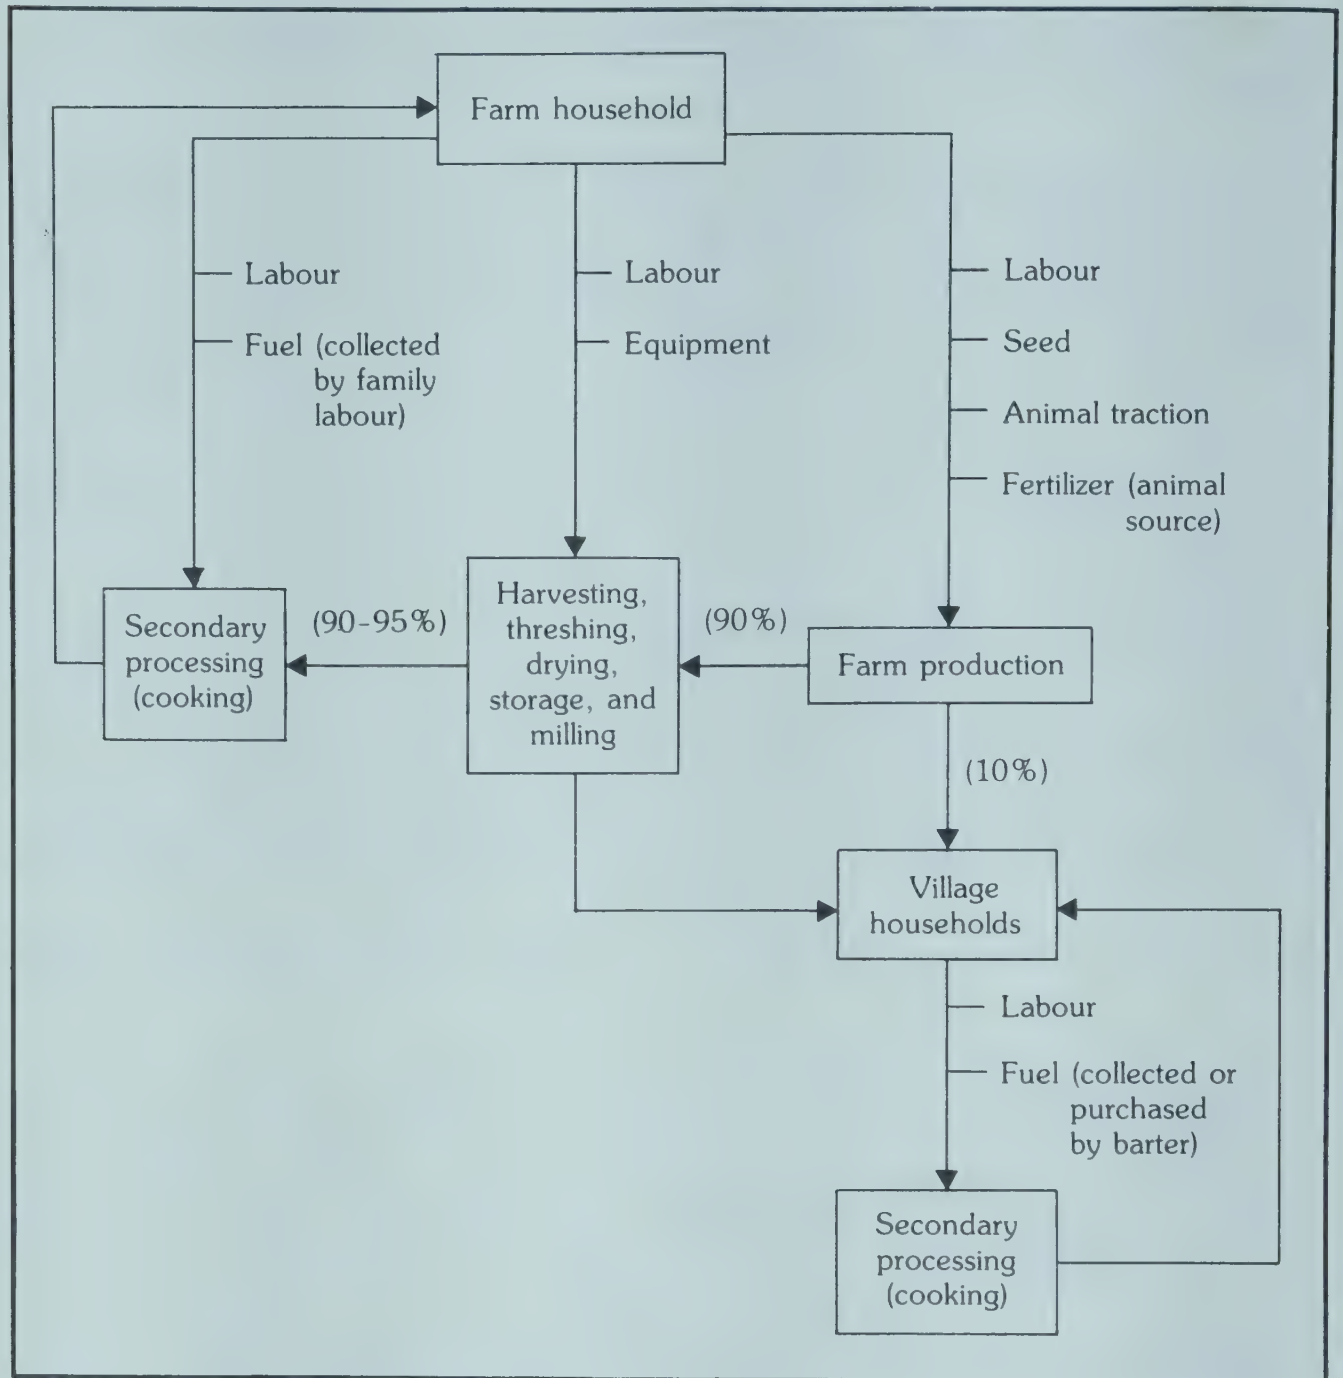 Farm household
Labour
Fuel (collected
by family
labour)
Labour
Equipment
Labour
Seed
Animal traction
Fertilizer (animal
source)
Secondary
processing
(cooking)
(90-95%)
Harvesting,
threshing,
drying,
storage, and
milling
(90%)
Farm production
(10%)
Village
households
Labour
Fuel (collected or
purchased
by barter)
Secondary
processing
(cooking)